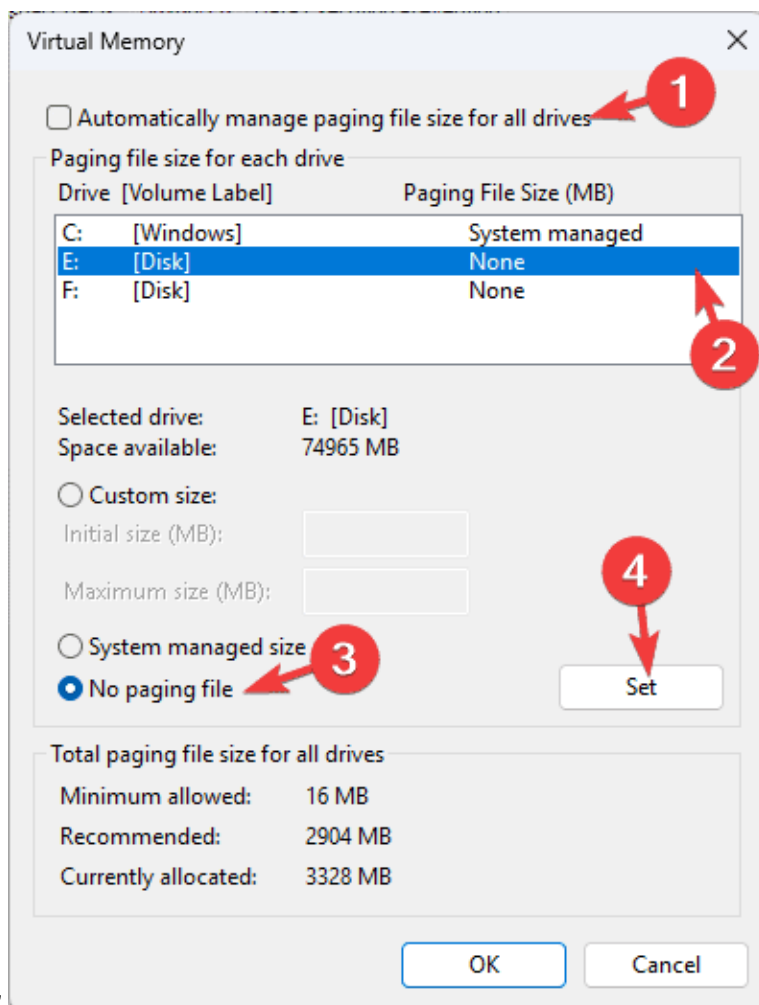 Virtual Memory
1
Automatically manage paging file size for all drives
Paging file size for each drive
Drive [Volume Label] Paging File Size (MB)
C: [Windows] System managed
E: [Disk] None
F: [Disk] None
2
Selected drive: E: [Disk]
Space available: 74965 MB
Custom size:
Initial size (MB):
4
Maximum size (MB):
System managed size
3
No paging file
Set
Total paging file size for all drives
Minimum allowed: 16 MB
Recommended: 2904 MB
Currently allocated: 3328 MB
OK Cancel